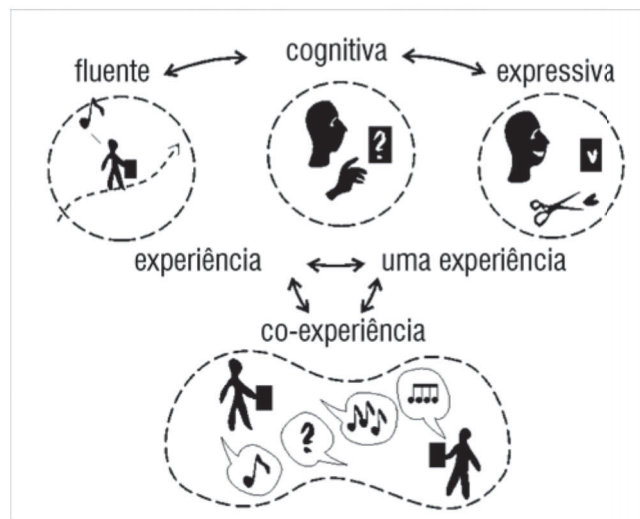 cognitiva
fluente
expressiva
?
v
experiência
uma experiência
co-experiência
?